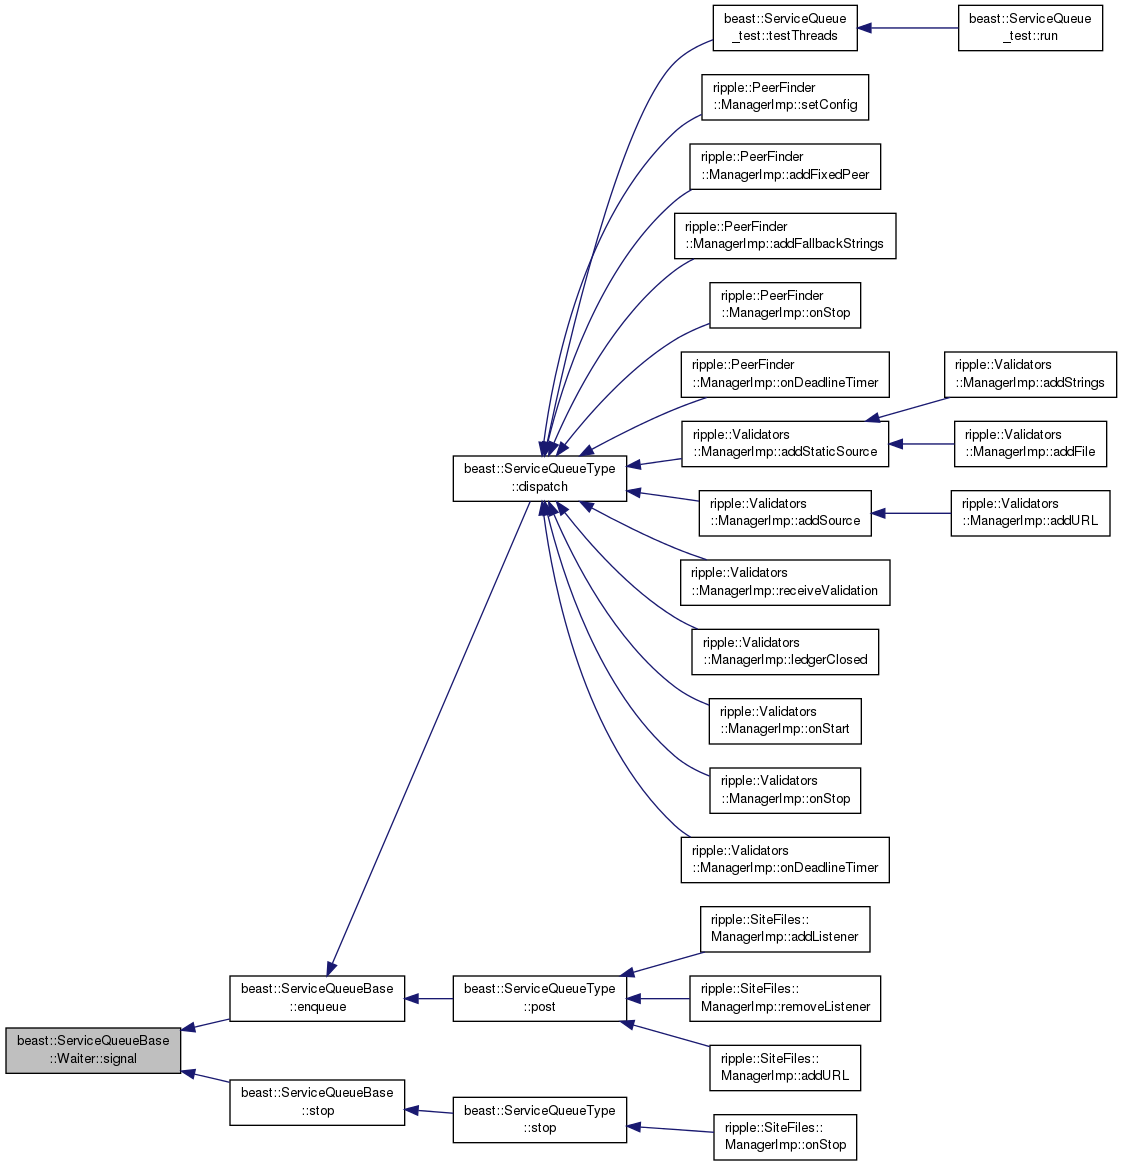 beast::ServiceQueue
_test::testThreads
beast::ServiceQueue
_test::run
ripple::PeerFinder
::ManagerImp::setConfig
ripple::PeerFinder
::ManagerImp::addFixedPeer
ripple::PeerFinder
::ManagerImp::addFallbackStrings
ripple::PeerFinder
::ManagerImp::onStop
ripple::PeerFinder
::ManagerImp::onDeadlineTimer
ripple::Validators
::ManagerImp::addStrings
ripple::Validators
::ManagerImp::addStaticSource
ripple::Validators
::ManagerImp::addFile
beast::ServiceQueueType
::dispatch
ripple::Validators
::ManagerImp::addSource
ripple::Validators
::ManagerImp::addURL
ripple::Validators
::ManagerImp::receiveValidation
ripple::Validators
::ManagerImp::ledgerClosed
ripple::Validators
::ManagerImp::onStart
ripple::Validators
::ManagerImp::onStop
ripple::Validators
::ManagerImp::onDeadlineTimer
ripple::SiteFiles::
ManagerImp::addListener
beast::ServiceQueueBase
::enqueue
beast::ServiceQueueType
::post
ripple::SiteFiles::
ManagerImp::removeListener
beast::ServiceQueueBase
::Waiter::signal
ripple::SiteFiles::
ManagerImp::addURL
beast::ServiceQueueBase
::stop
beast::ServiceQueueType
::stop
ripple::SiteFiles::
ManagerImp::onStop